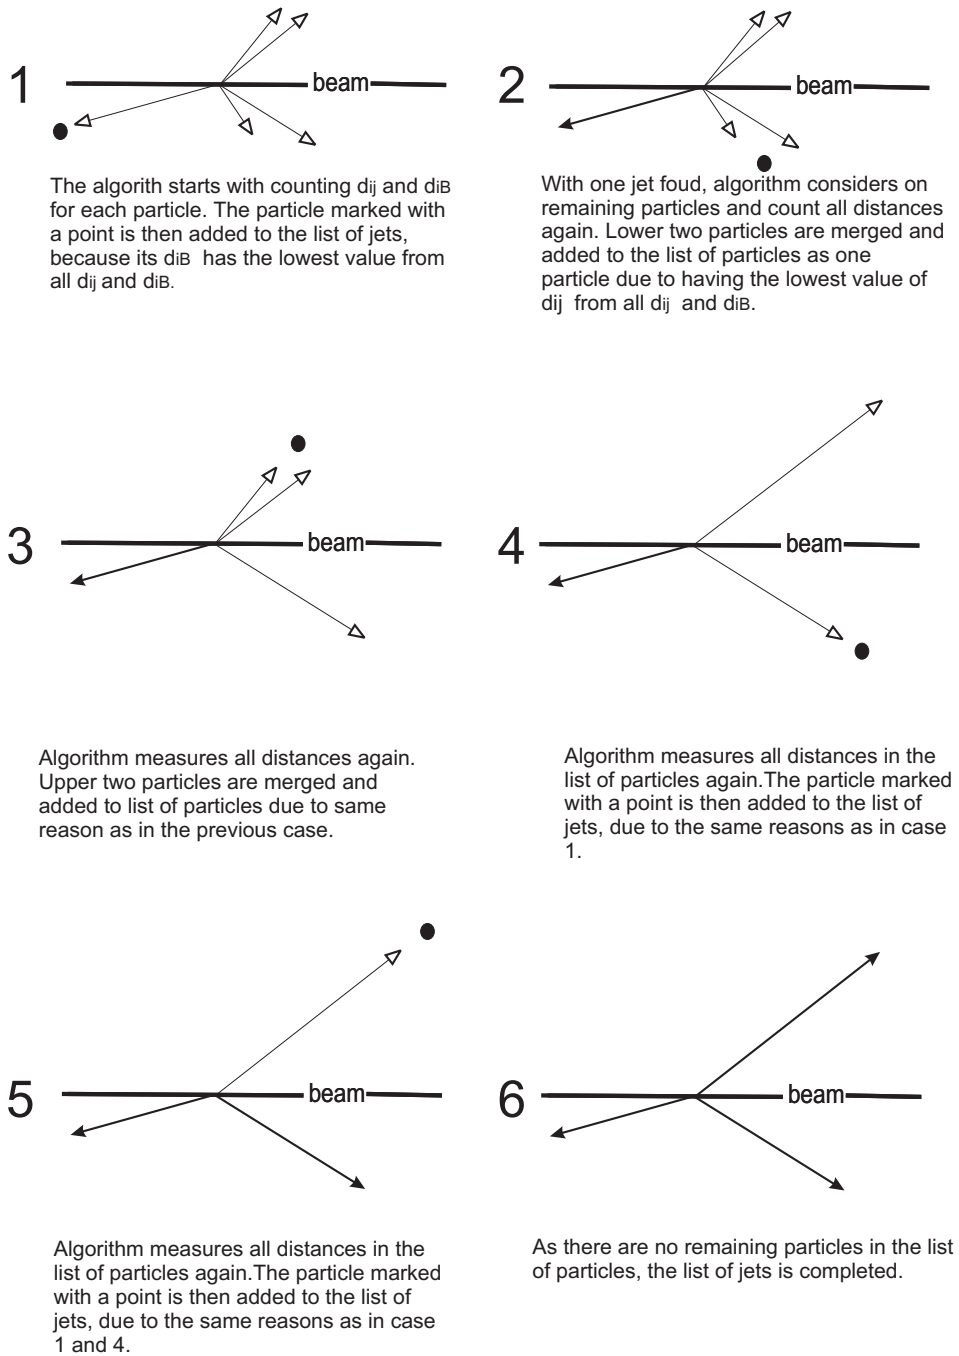 1
beam
The algorith starts with counting dij and diB
for each particle. The particle marked with
a point is then added to the list of jets,
because its diB has the lowest value from
all dij and diB.
2
beam
With one jet foud, algorithm considers on
remaining particles and count all distances
again. Lower two particles are merged and
added to the list of particles as one
particle due to having the lowest value of
dij from all dij and diB.
3
beam
Algorithm measures all distances again.
Upper two particles are merged and
added to list of particles due to same
reason as in the previous case.
4
beam
Algorithm measures all distances in the
list of particles again.The particle marked
with a point is then added to the list of
jets, due to the same reasons as in case
1.
5
beam
Algorithm measures all distances in the
list of particles again.The particle marked
with a point is then added to the list of
jets, due to the same reasons as in case
1 and 4.
6
beam
As there are no remaining particles in the list
of particles, the list of jets is completed.